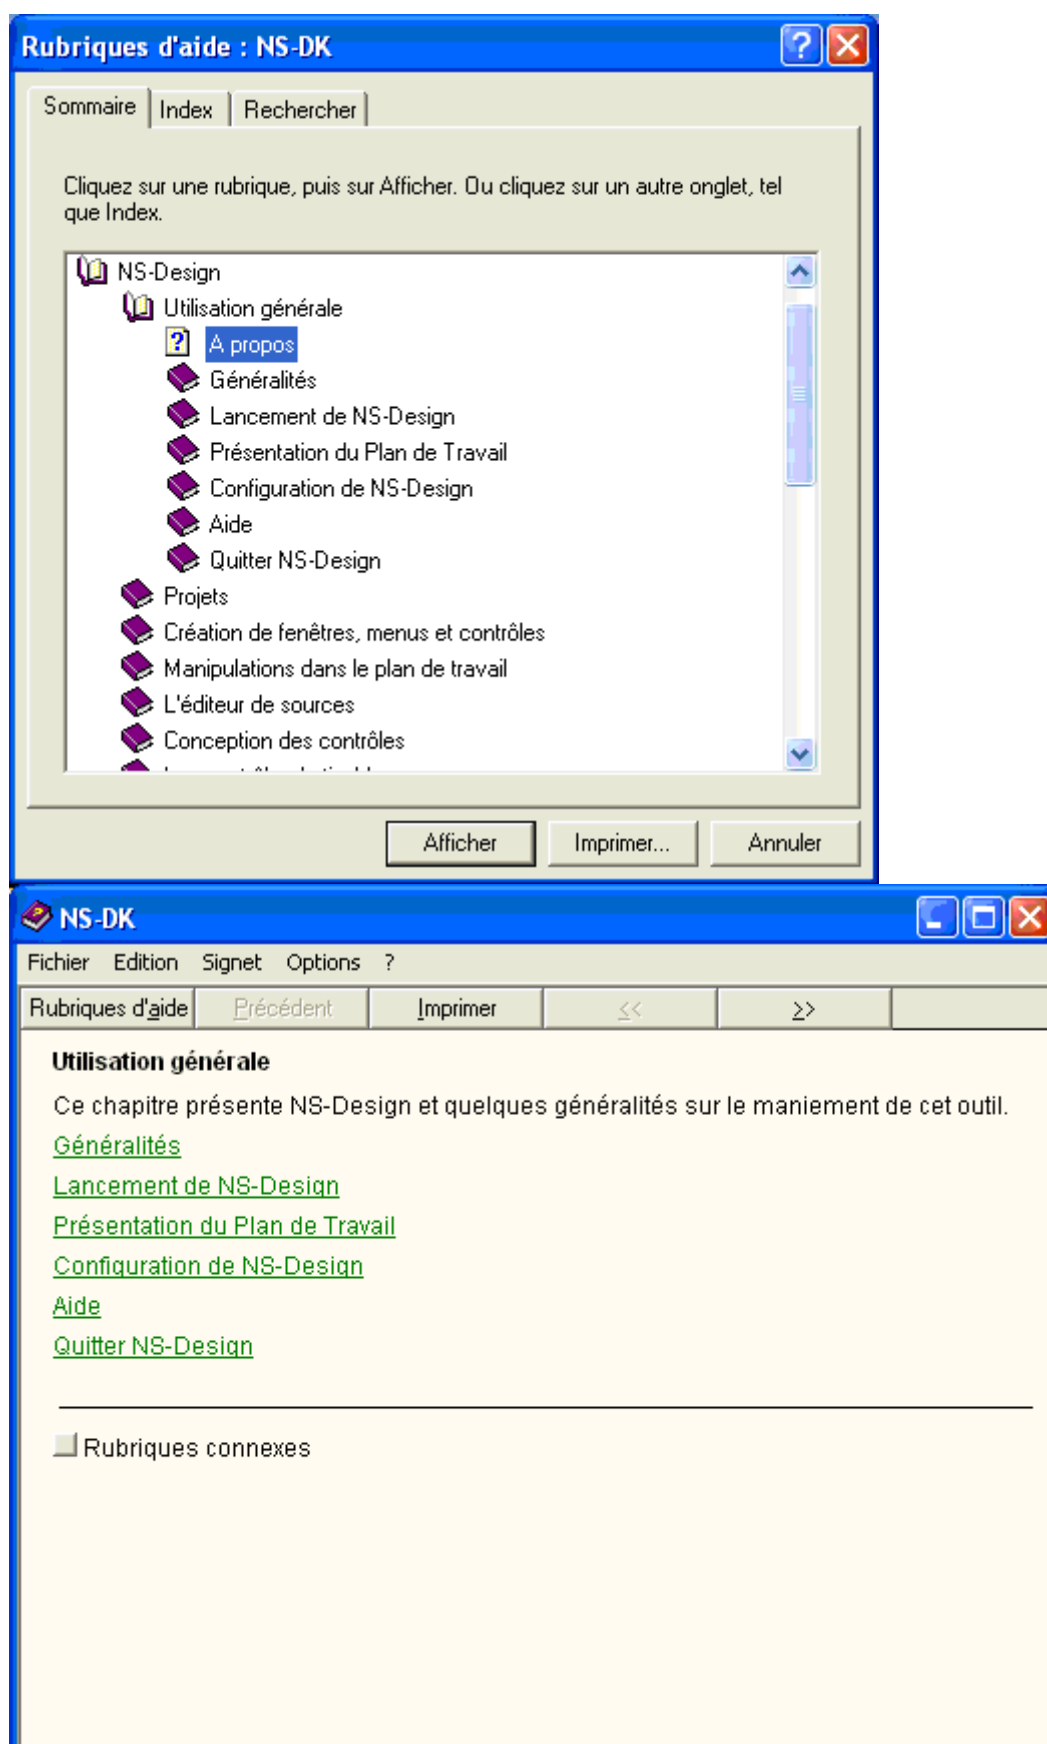 Rubriques d'aide : NS-DK
Sommaire Index Rechercher
Cliquez sur une rubrique, puis sur Afficher. Ou cliquez sur un autre onglet, tel
que Index.
NS-Design
Utilisation générale
A propos
Généralités
Lancement de NS-Design
Présentation du Plan de Travail
Configuration de NS-Design
Aide
Quitter NS-Design
Projets
Création de fenêtres, menus et contrôles
Manipulations dans le plan de travail
L'éditeur de sources
Conception des contrôles
Afficher Imprimer... Annuler
NS-DK
Fichier Edition Signet Options ?
Rubriques d'aide Précédent Imprimer << >>
Utilisation générale
Ce chapitre présente NS-Design et quelques généralités sur le maniement de cet outil.
Généralités
Lancement de NS-Design
Présentation du Plan de Travail
Configuration de NS-Design
Aide
Quitter NS-Design
Rubriques connexes